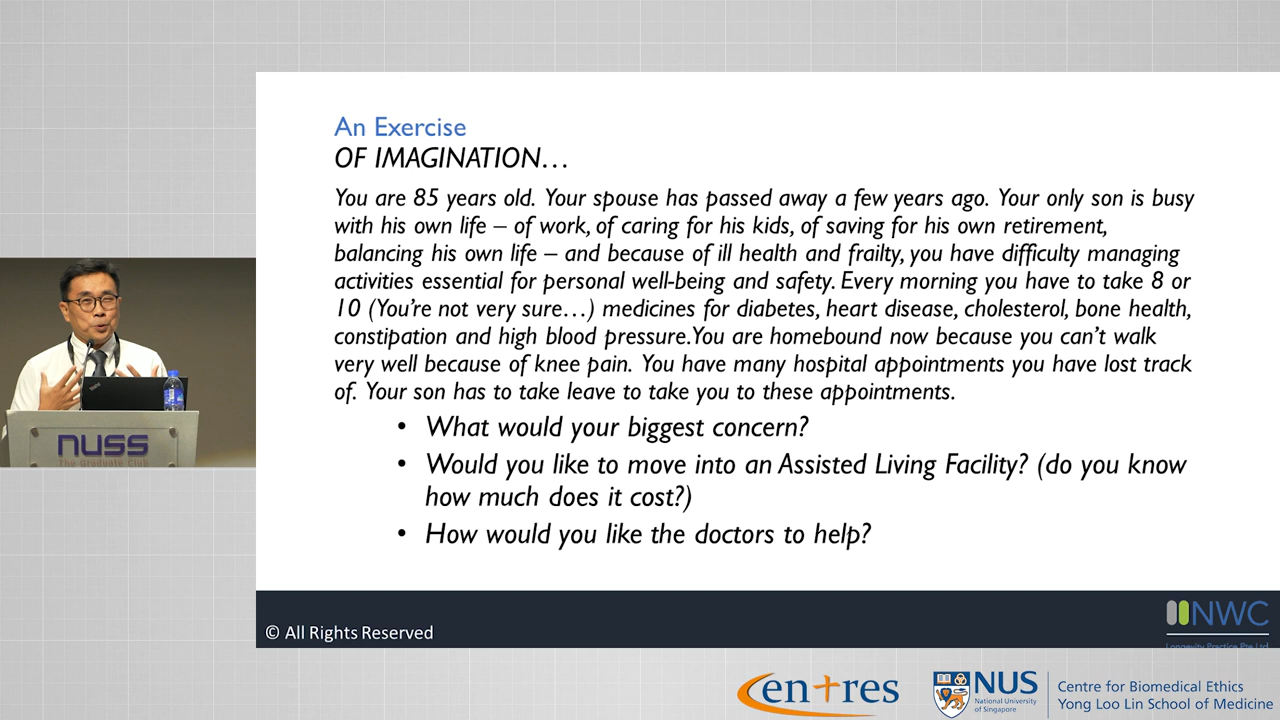 An Exercise
OF IMAGINATION…
You are 85 years old. Your spouse has passed away a few years ago. Your only son is busy
with his own life – of work, of caring for his kids, of saving for his own retirement,
balancing his own life – and because of ill health and frailty, you have difficulty managing
activities essential for personal well-being and safety. Every morning you have to take 8 or
10 (You're not very sure…) medicines for diabetes, heart disease, cholesterol, bone health,
constipation and high blood pressure.You are homebound now because you can't walk
very well because of knee pain. You have many hospital appointments you have lost track
of. Your son has to take leave to take you to these appointments.
• What would your biggest concern?
• Would you like to move into an Assisted Living Facility? (do you know
how much does it cost?)
• How would you like the doctors to help?
nuss
The Graduate Club
© All Rights Reserved
NWC
Longevity Practice Pte Ltd
centres
NUS
National University
of Singapore
Centre for Biomedical Ethics
Yong Loo Lin School of Medicine